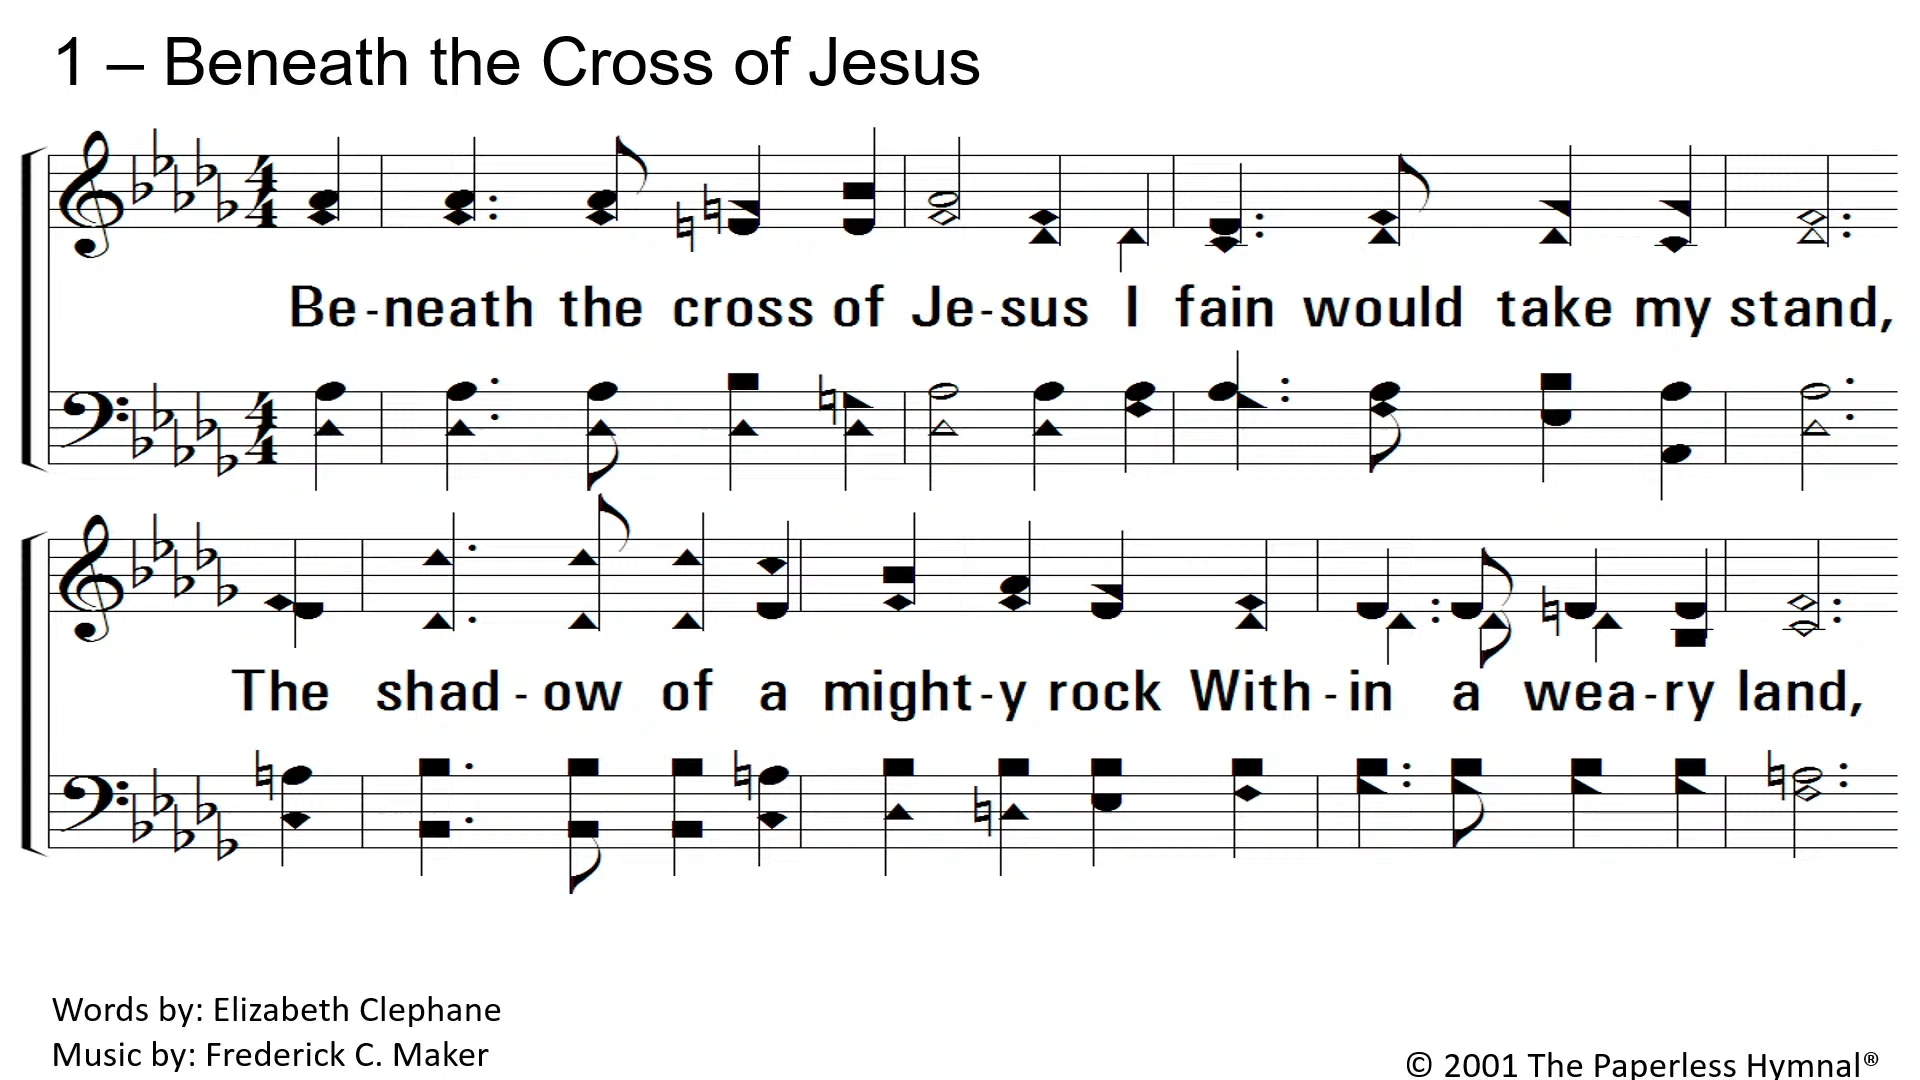 1 – Beneath the Cross of Jesus
Be-neath the cross of Je-sus I fain would take my stand,
The shad-ow of a might-y rock With-in a wea-ry land,
Words by: Elizabeth Clephane
Music by: Frederick C. Maker
© 2001 The Paperless Hymnal®